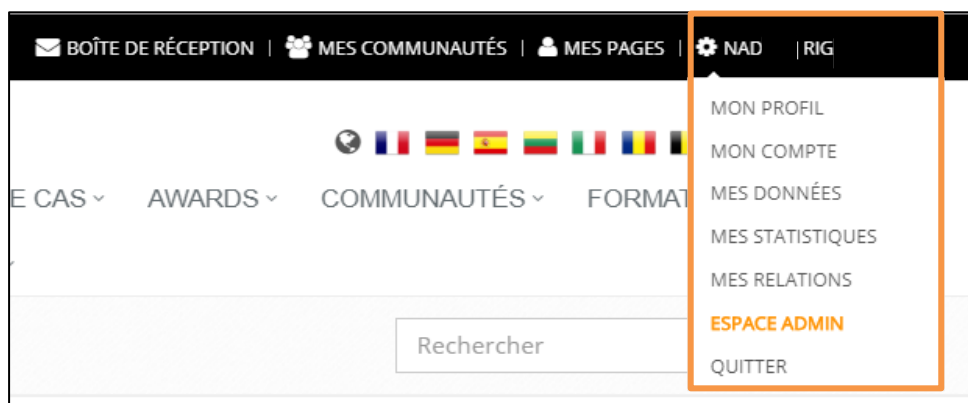 BOÎTE DE RÉCEPTION | MES COMMUNAUTÉS | MES PAGES | NAD | RIG
MON PROFIL
MON COMPTE
E CAS AWARDS COMMUNAUTÉS FORMAT
MES DONNÉES
MES STATISTIQUES
MES RELATIONS
ESPACE ADMIN
Rechercher
QUITTER